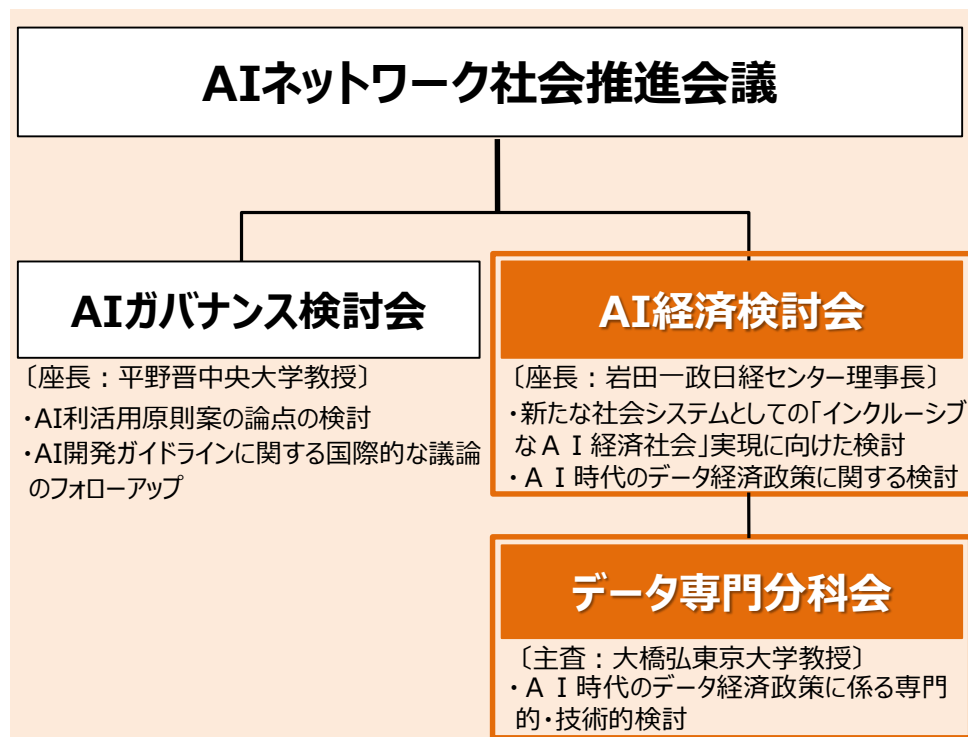 AIネットワーク社会推進会議
AIガバナンス検討会
〔座長：平野晋中央大学教授〕
・AI利活用原則案の論点の検討
・AI開発ガイドラインに関する国際的な議論
のフォローアップ
AI経済検討会
〔座長：岩田一政日経センター理事長〕
・新たな社会システムとしての「インクルーシブ
なＡＩ経済社会」実現に向けた検討
・ＡＩ時代のデータ経済政策に関する検討
データ専門分科会
〔主査：大橋弘東京大学教授〕
・ＡＩ時代のデータ経済政策に係る専門
的・技術的検討